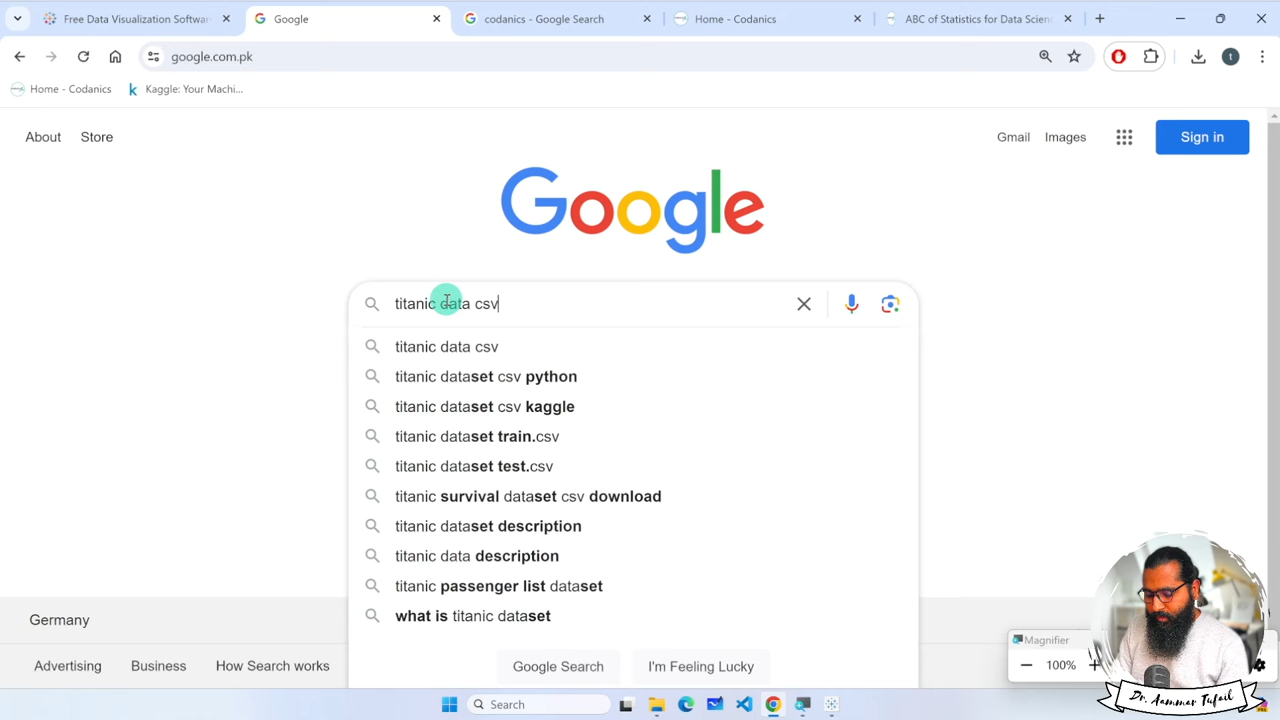 Free Data Visualization Softwar
Google
codanics - Google Search
Home - Codanics
ABC of Statistics for Data Scien
google.com.pk
t
Home - Codanics
Kaggle: Your Machi...
About
Store
Gmail
Images
Sign in
Google
titanic data csv
titanic data csv
titanic dataset csv python
titanic dataset csv kaggle
titanic dataset train.csv
titanic dataset test.csv
titanic survival dataset csv download
titanic dataset description
titanic data description
titanic passenger list dataset
what is titanic dataset
Germany
Google Search
I'm Feeling Lucky
Advertising
Business
How Search works
Magnifier
100%
Dr. Aammar Tufail
Search